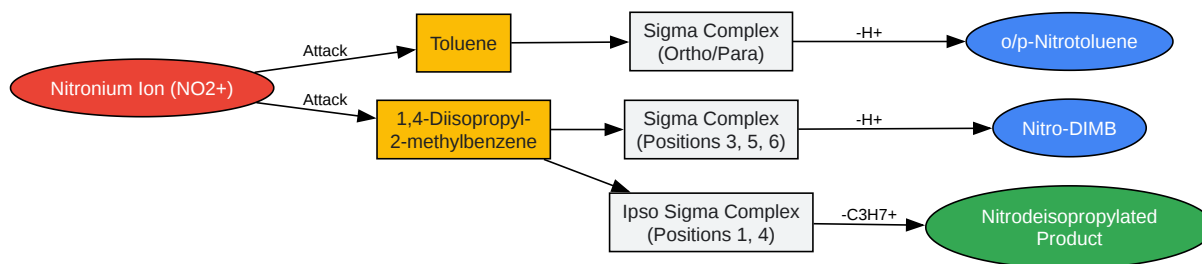 Attack
Toluene
Sigma Complex
(Ortho/Para)
-H+
o/p-Nitrotoluene
Nitronium Ion (NO2+)
Attack
1,4-Diisopropyl-
2-methylbenzene
Sigma Complex
(Positions 3, 5, 6)
-H+
Nitro-DIMB
Ipso Sigma Complex
(Positions 1, 4)
-C3H7+
Nitrodeisopropylated
Product